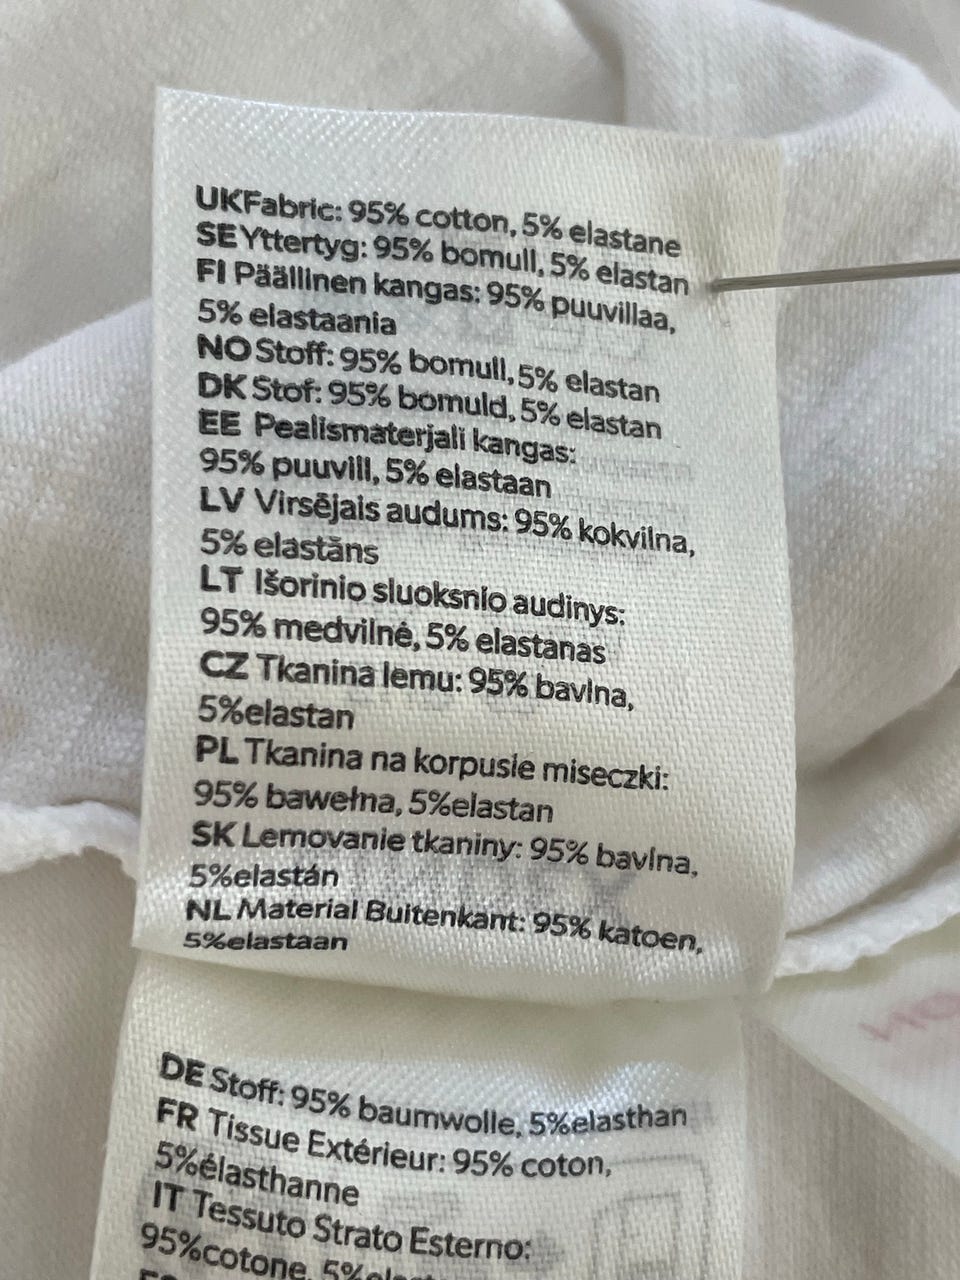 UKFabric: 95% cotton, 5% elastane
SEYttertyg: 95% bomull, 5% elastan
FI Päällinen kangas: 95% puuvillaa,
5% elastaania
NO Stoff: 95% bomull, 5% elastan
DK Stof: 95% bomuld, 5% elastan
EE Pealismaterjali kangas:
95% puuvill, 5% elastaan
LV Virsējais audums: 95% kokvilna,
5% elastāns
LT Išorinio sluoksnio audinys:
95% medvilnė, 5% elastanas
CZ Tkanina lemu: 95% bavlna,
5%elastan
PL Tkanina na korpusie miseczki:
95% bawełna, 5%elastan
SK Lemovanie tkaniny: 95% bavlna,
5%elastán
NL Material Buitenkant: 95% katoen,
5%elastaan
DE Stoff: 95% baumwolle, 5%elasthan
FR Tissue Extérieur: 95% coton,
5%élasthanne
IT Tessuto Strato Esterno:
95%cotone,